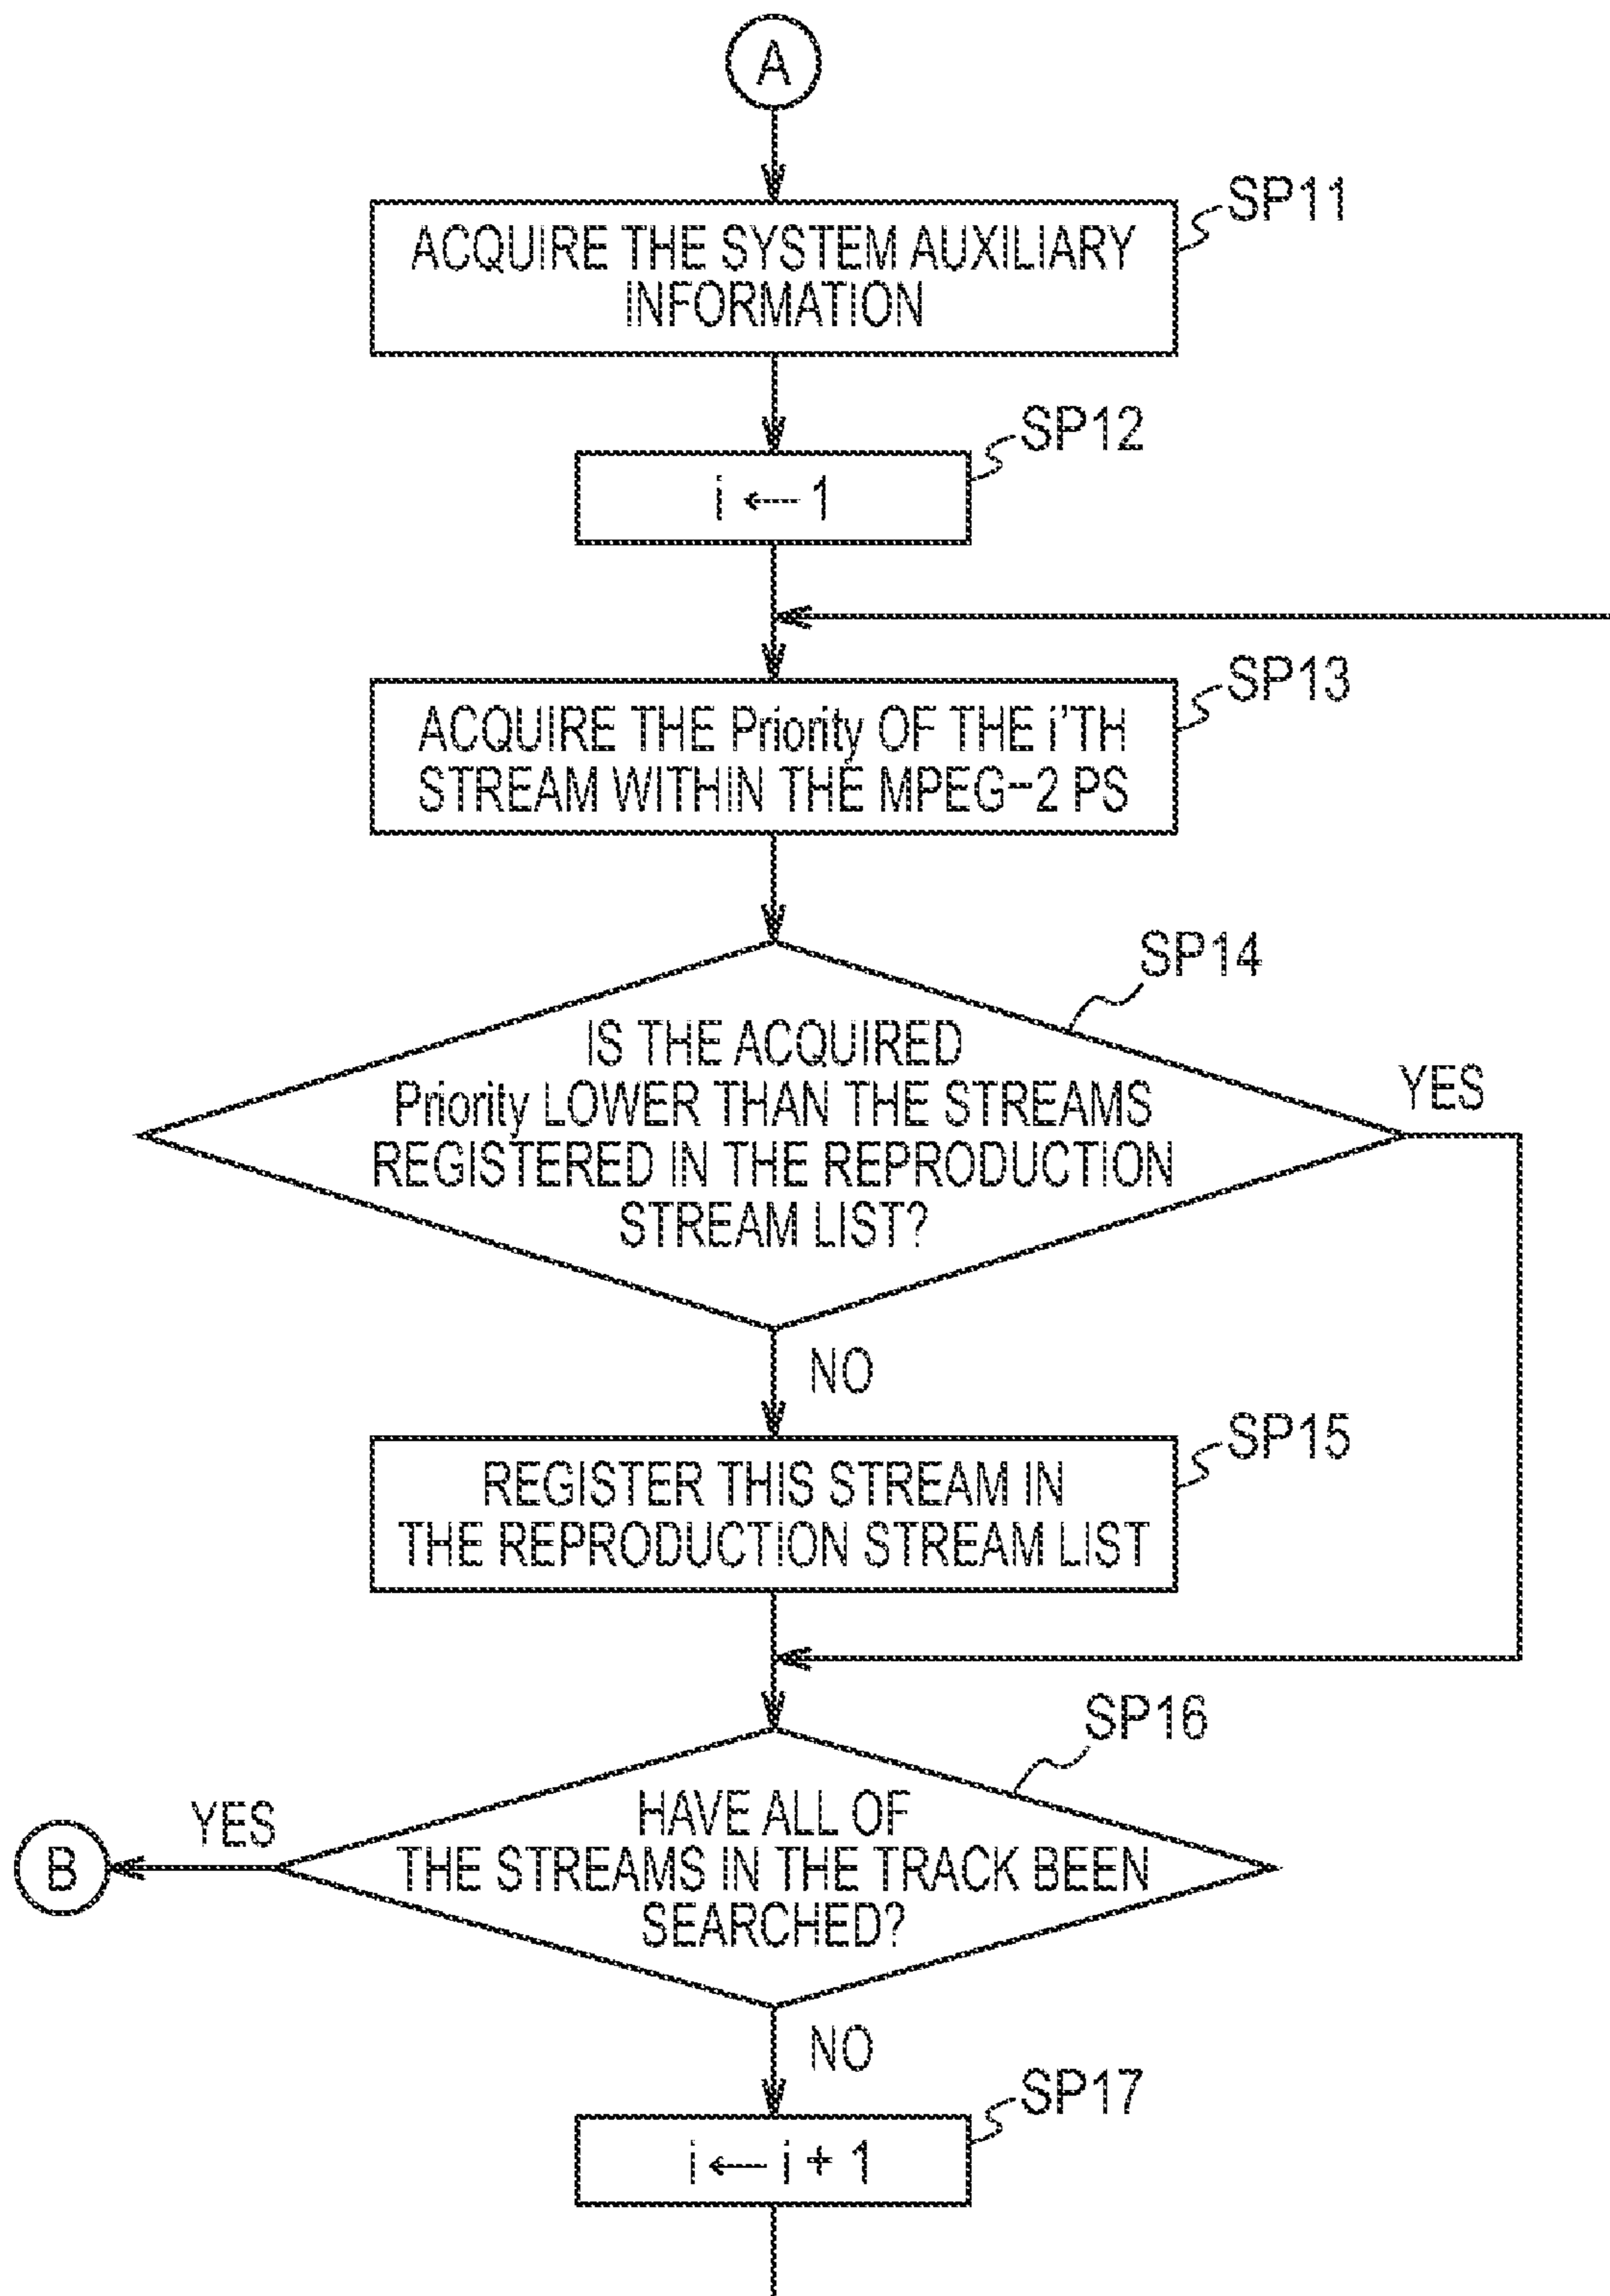 A
SP11
ACQUIRE THE SYSTEM AUXILIARY
INFORMATION
SP12
i ← 1
SP13
ACQUIRE THE Priority OF THE i'TH
STREAM WITHIN THE MPEG-2 PS
SP14
IS THE ACQUIRED
Priority LOWER THAN THE STREAMS
REGISTERED IN THE REPRODUCTION
STREAM LIST?
YES
NO
SP15
REGISTER THIS STREAM IN
THE REPRODUCTION STREAM LIST
SP16
HAVE ALL OF
THE STREAMS IN THE TRACK BEEN
SEARCHED?
YES
B
NO
SP17
i ← i + 1